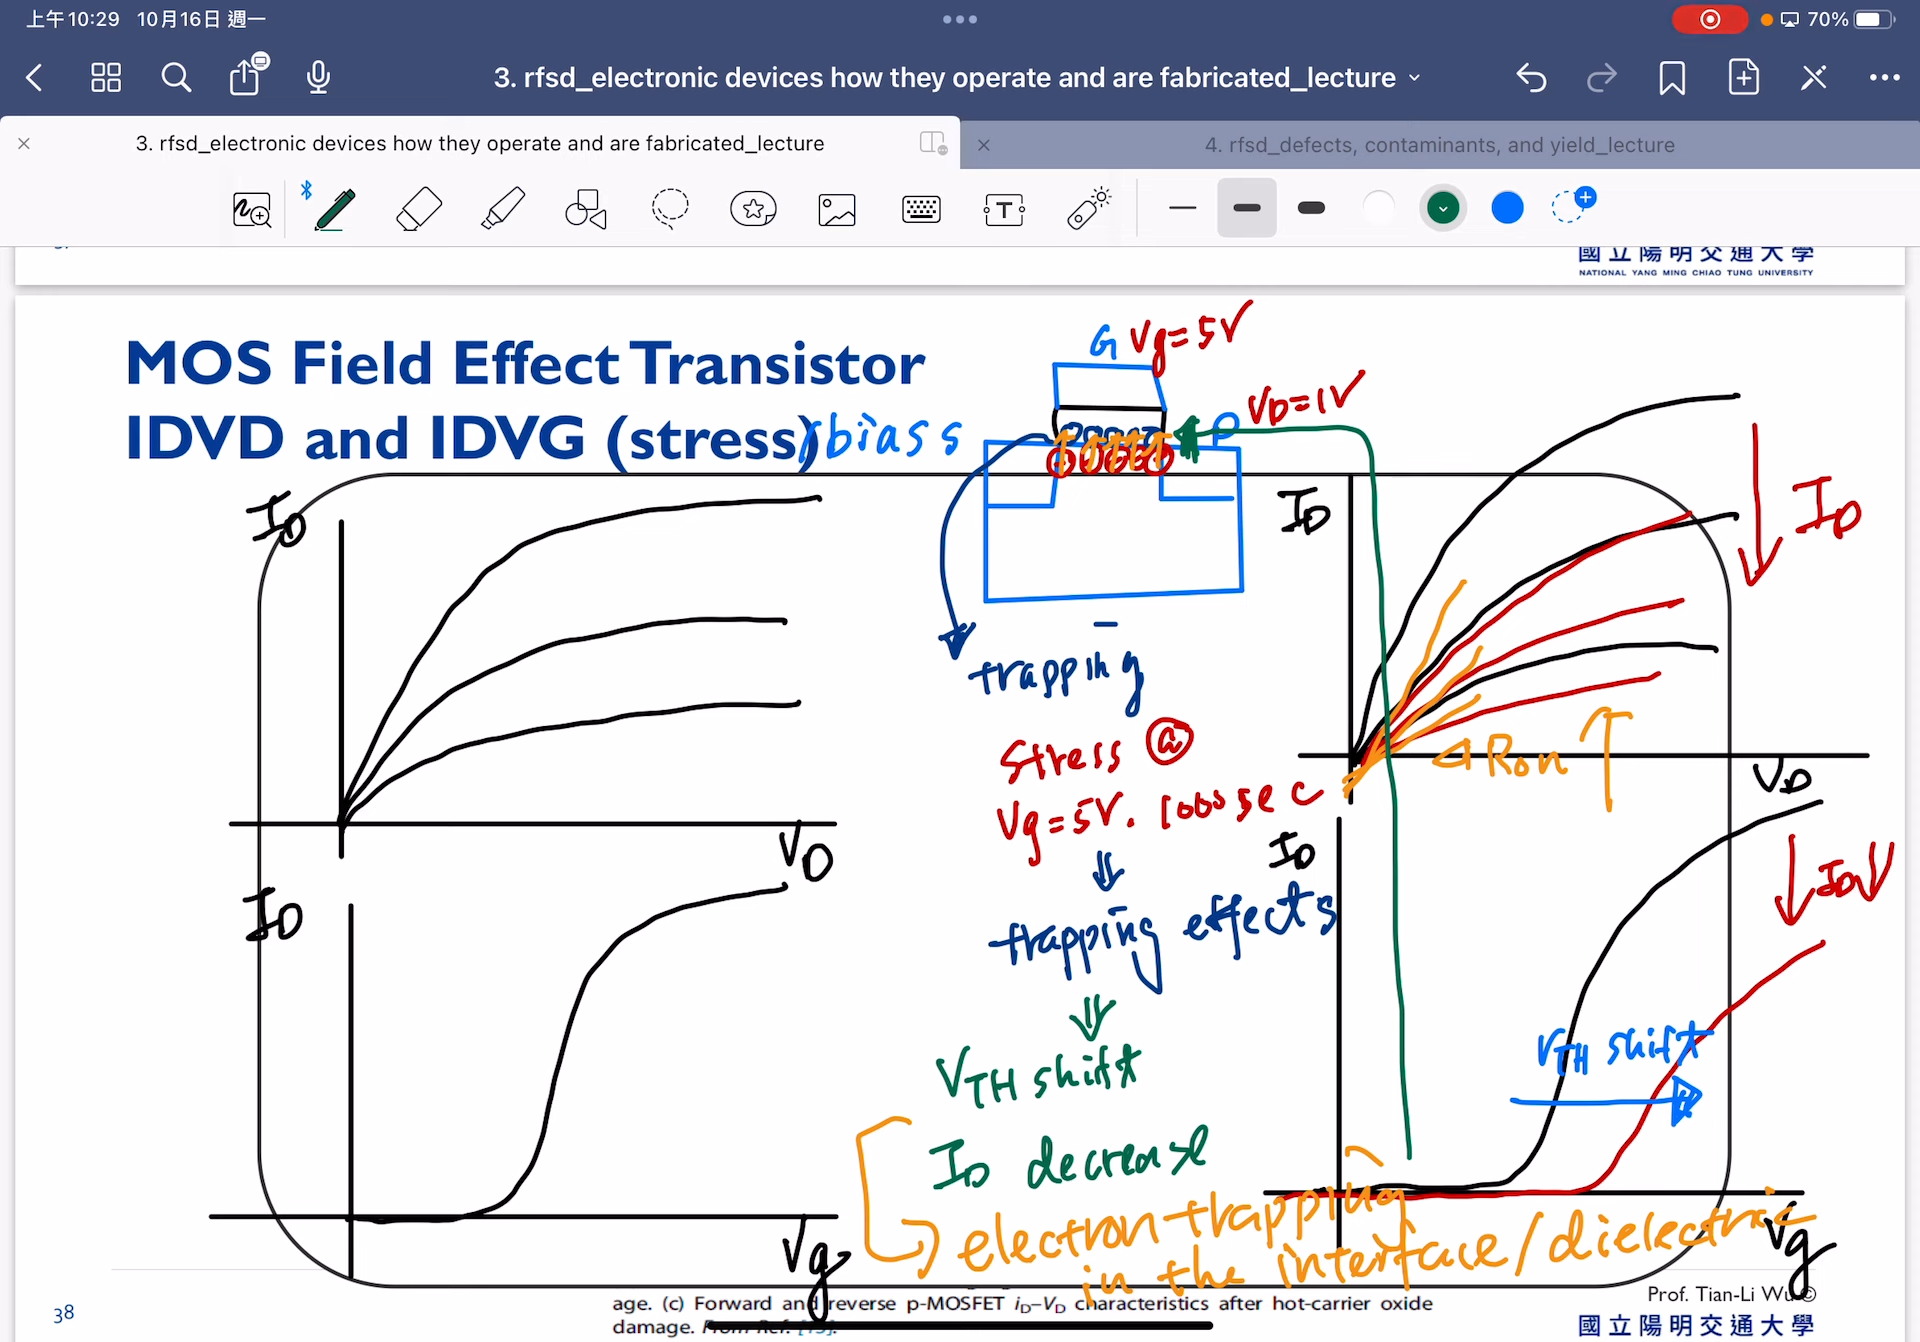 上午10:29 10月16日 週一
70%
3. rfsd_electronic devices how they operate and are fabricated_lecture
3. rfsd_electronic devices how they operate and are fabricated_lecture
4. rfsd_defects, contaminants, and yield_lecture
T
國立陽明交通大學
NATIONAL YANG MING CHIAO TUNG UNIVERSITY
MOS Field Effect Transistor
IDVD and IDVG (stress)
/biass
G Vg=5V
VD=1V
D
ID
VD
ID
Vg
trapping
Stress @
Vg=5V. 1000 sec
⇓
trapping effects
⇓
VTH shift
ID decrease
electron trapping
in the interface/dielectric
ID
ID
Ron
VD
ID
ID
VTH shift
Vg
38
age. (c) Forward and reverse p-MOSFET iD–VD characteristics after hot-carrier oxide
damage. From Ref. [15].
Prof. Tian-Li Wu©
國立陽明交通大學